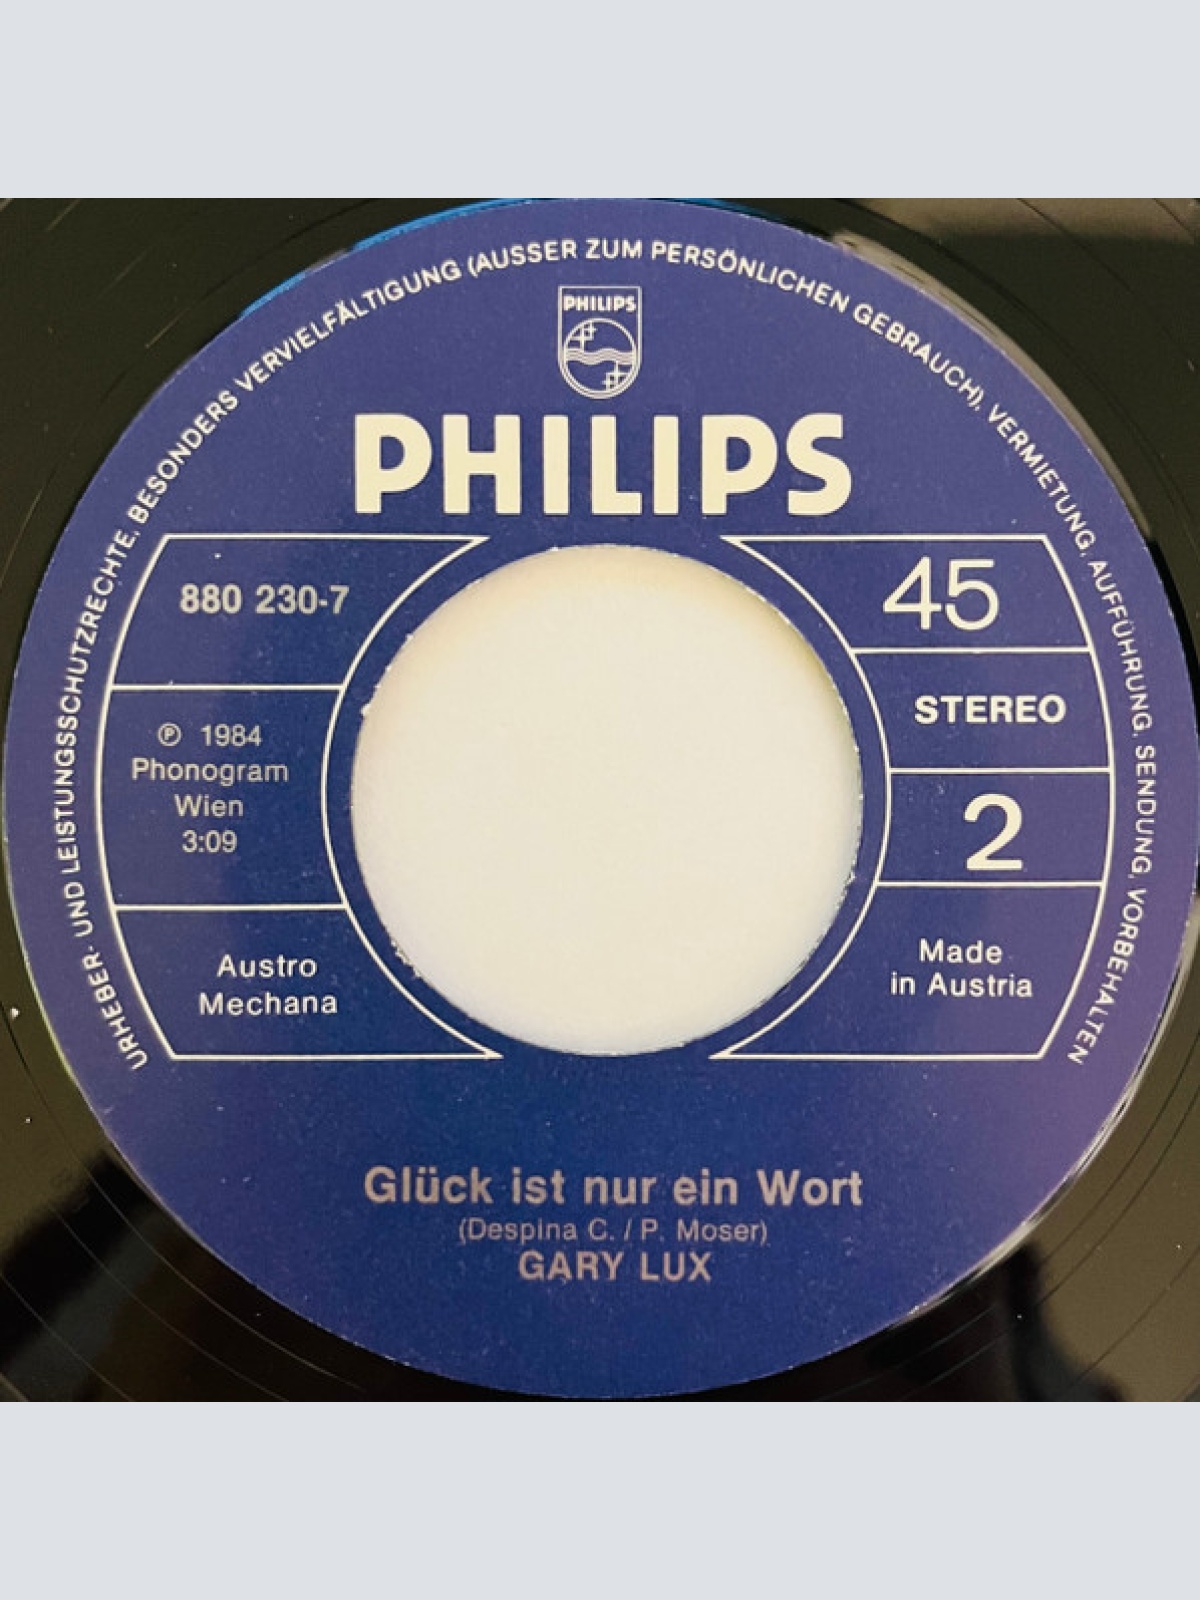 URHEBER- UND LEISTUNGSSCHUTZRECHTE, BESONDERS VERVIELFÄLTIGUNG (AUSSER ZUM PERSÖNLICHEN GEBRAUCH), VERMIETUNG, AUFFÜHRUNG, SENDUNG, VORBEHALTEN
PHILIPS
PHILIPS
880 230-7
℗ 1984
Phonogram
Wien
3:09
Austro
Mechana
45
STEREO
2
Made
in Austria
Glück ist nur ein Wort
(Despina C. / P. Moser)
GARY LUX